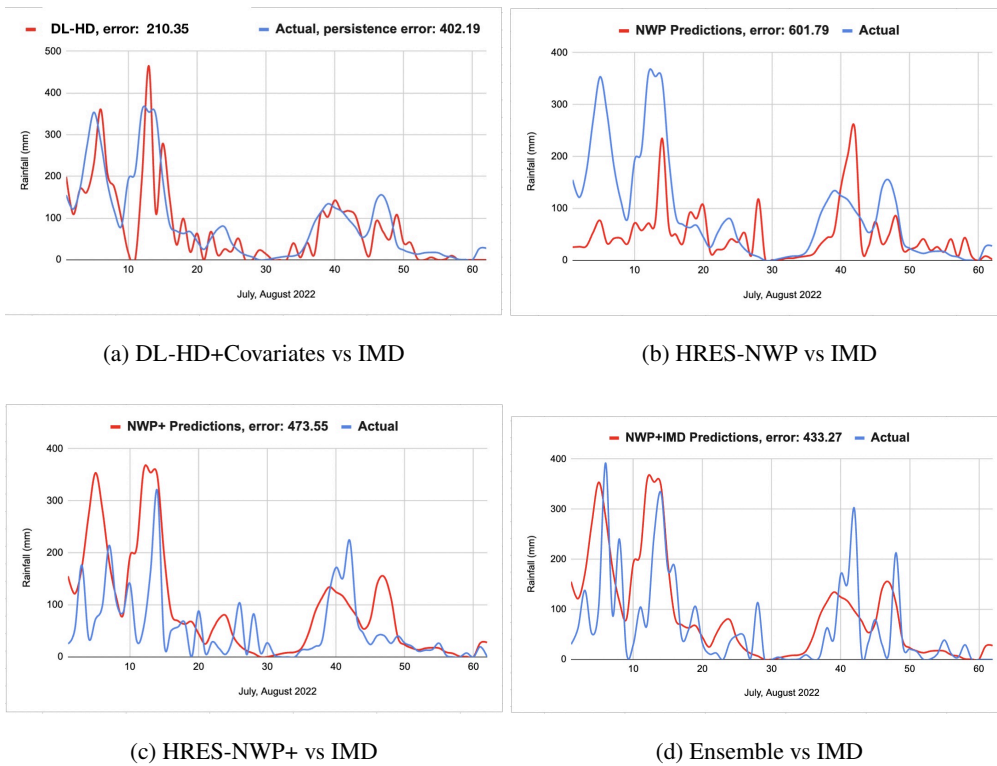 DL-HD, error: 210.35 Actual, persistence error: 402.19
500
400
300
200
100
0
Rainfall (mm)
10 20 30 40 50 60
July, August 2022
(a) DL-HD+Covariates vs IMD
NWP Predictions, error: 601.79 Actual
400
300
200
100
0
Rainfall (mm)
10 20 30 40 50 60
July, August 2022
(b) HRES-NWP vs IMD
NWP+ Predictions, error: 473.55 Actual
400
300
200
100
0
Rainfall (mm)
10 20 30 40 50 60
July, August 2022
(c) HRES-NWP+ vs IMD
NWP+IMD Predictions, error: 433.27 Actual
400
300
200
100
0
Rainfall (mm)
10 20 30 40 50 60
July, August 2022
(d) Ensemble vs IMD